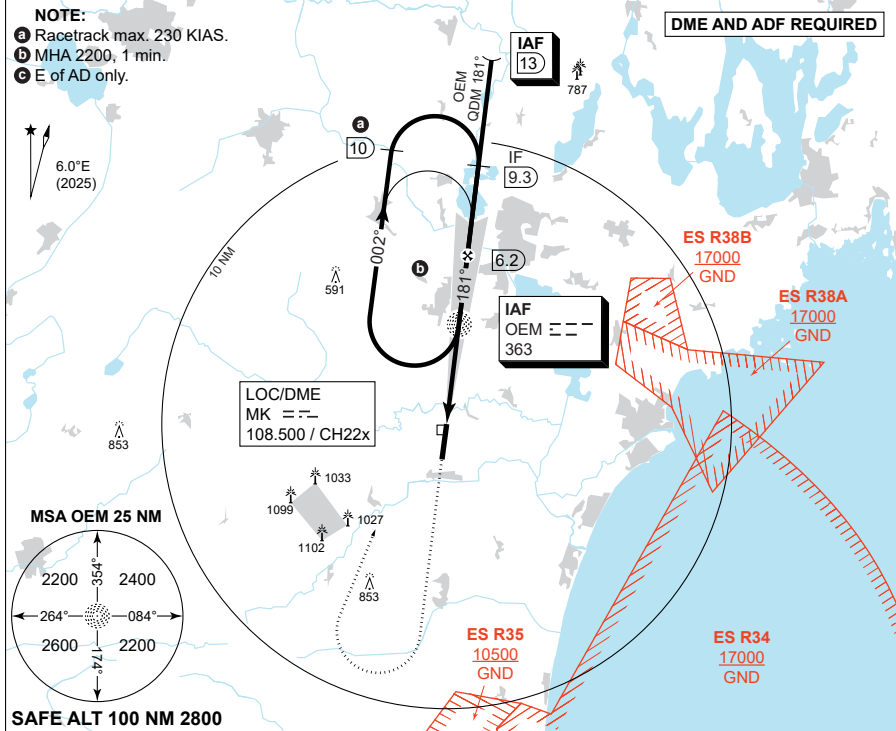 NOTE:
a Racetrack max. 230 KIAS.
b MHA 2200, 1 min.
c E of AD only.
DME AND ADF REQUIRED
IAF
13
787
OEM
QDM 181°
a
10
6.0°E
(2025)
IF
9.3
10 NM
002°
b
181°
591
6.2
IAF
OEM
363
ES R38B
17000
GND
ES R38A
17000
GND
LOC/DME
MK
108.500 / CH22x
853
1033
1099
1027
1102
853
MSA OEM 25 NM
2200
354°
2400
264°
084°
2600
174°
2200
ES R35
10500
GND
ES R34
17000
GND
SAFE ALT 100 NM 2800